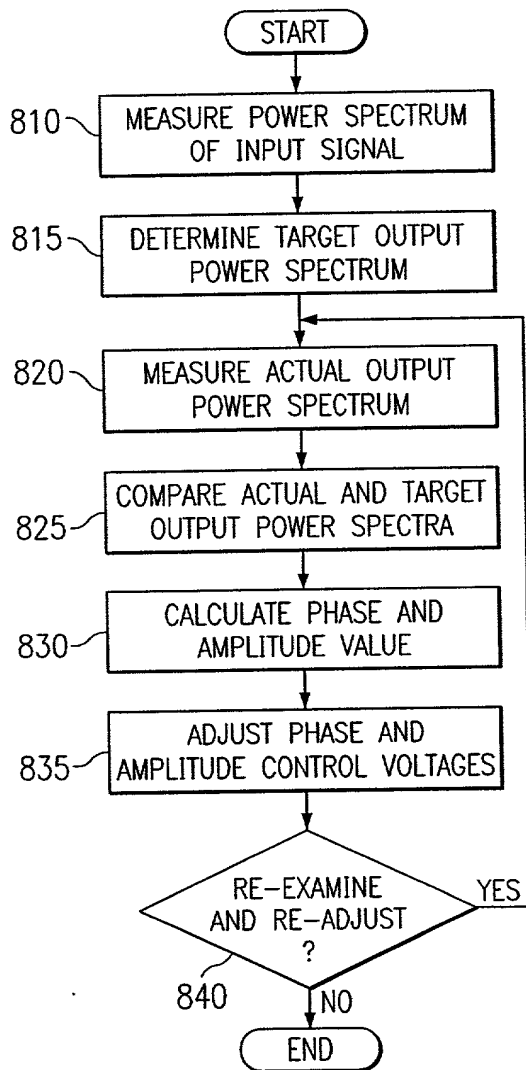 START
810
MEASURE POWER SPECTRUM
OF INPUT SIGNAL
815
DETERMINE TARGET OUTPUT
POWER SPECTRUM
820
MEASURE ACTUAL OUTPUT
POWER SPECTRUM
825
COMPARE ACTUAL AND TARGET
OUTPUT POWER SPECTRA
830
CALCULATE PHASE AND
AMPLITUDE VALUE
835
ADJUST PHASE AND
AMPLITUDE CONTROL VOLTAGES
RE-EXAMINE
AND RE-ADJUST
?
YES
840
NO
END